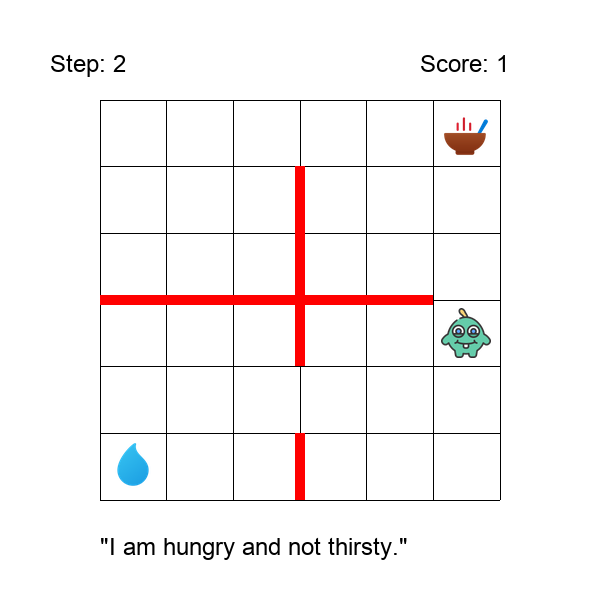 Step: 2
Score: 1
"I am hungry and not thirsty."